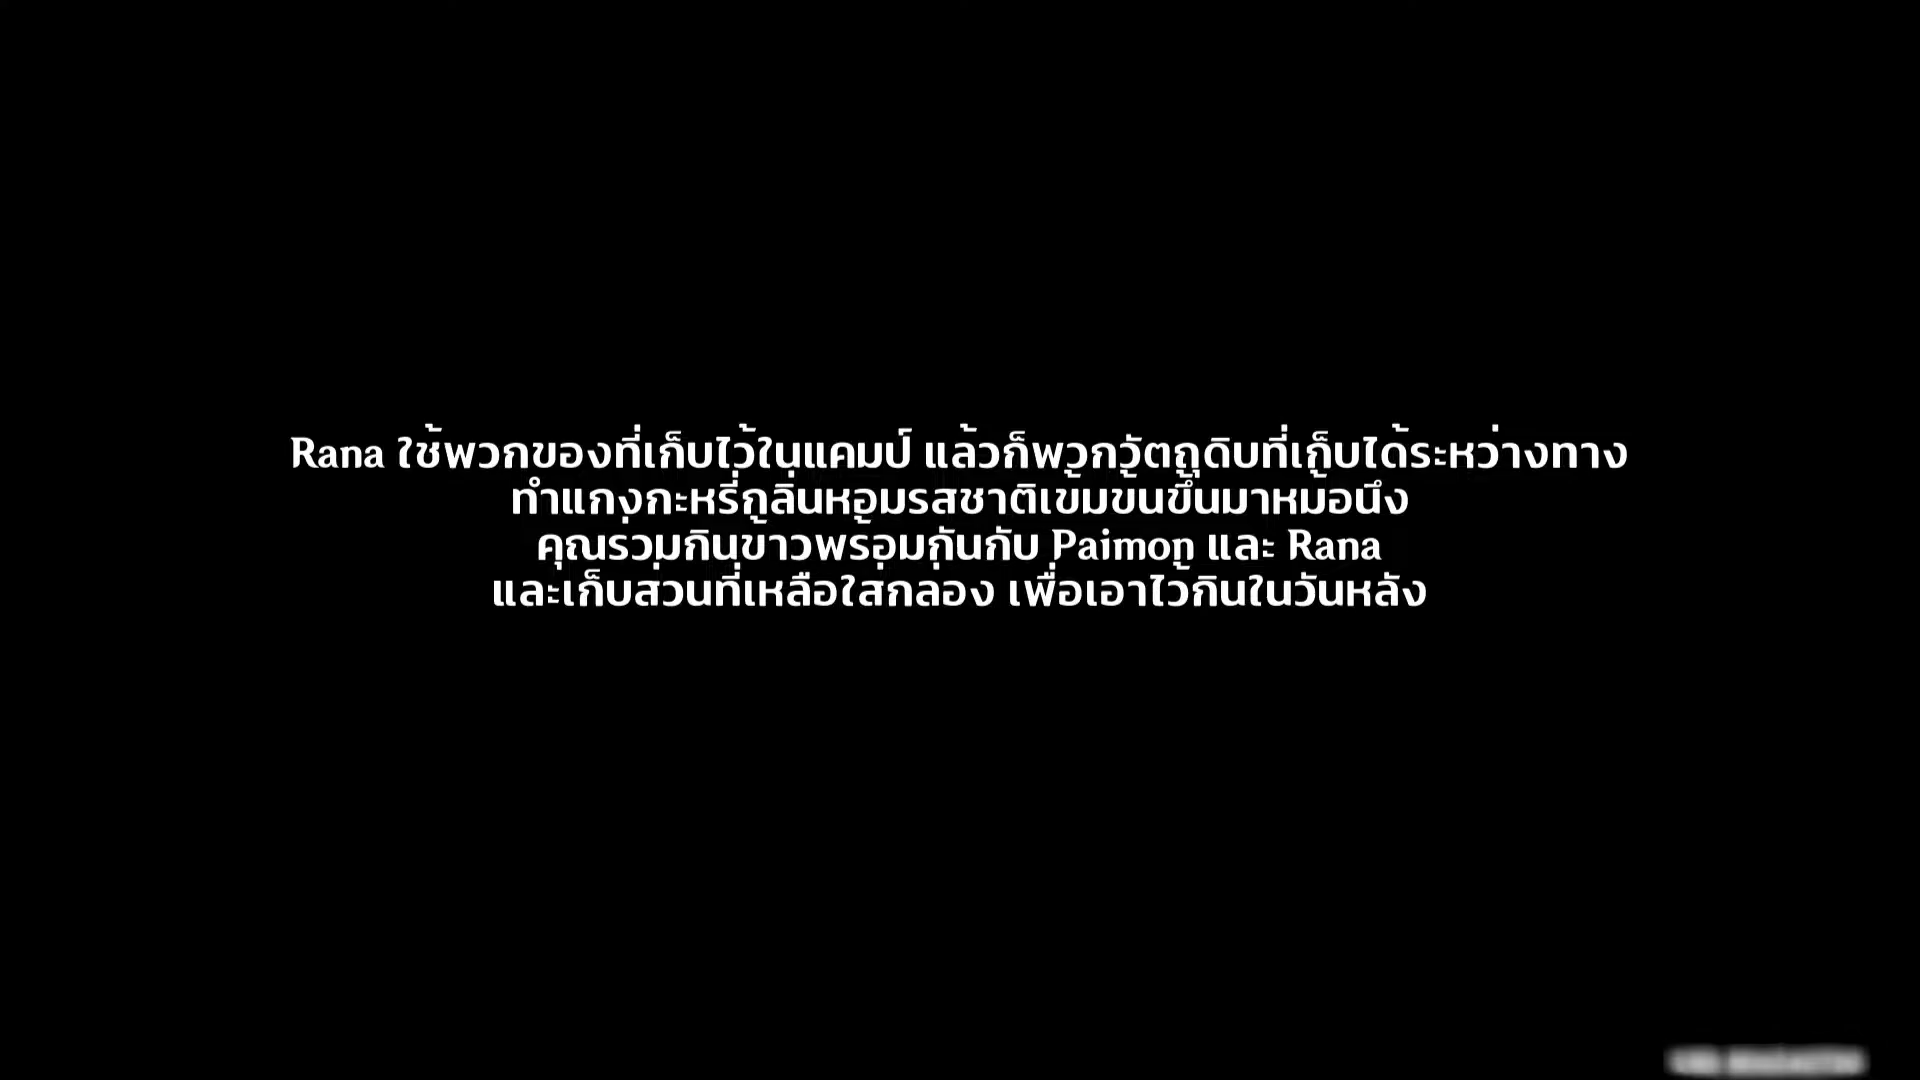 Rana ใช้พวกของที่เก็บไว้ในแคมป์ แล้วก็พวกวัตถุดิบที่เก็บได้ระหว่างทาง
ทำแกงกะหรี่กลิ่นหอมรสชาติเข้มข้นขึ้นมาหม้อนึง
คุณร่วมกินข้าวพร้อมกันกับ Paimon และ Rana
และเก็บส่วนที่เหลือใส่กล่อง เพื่อเอาไว้กินในวันหลัง